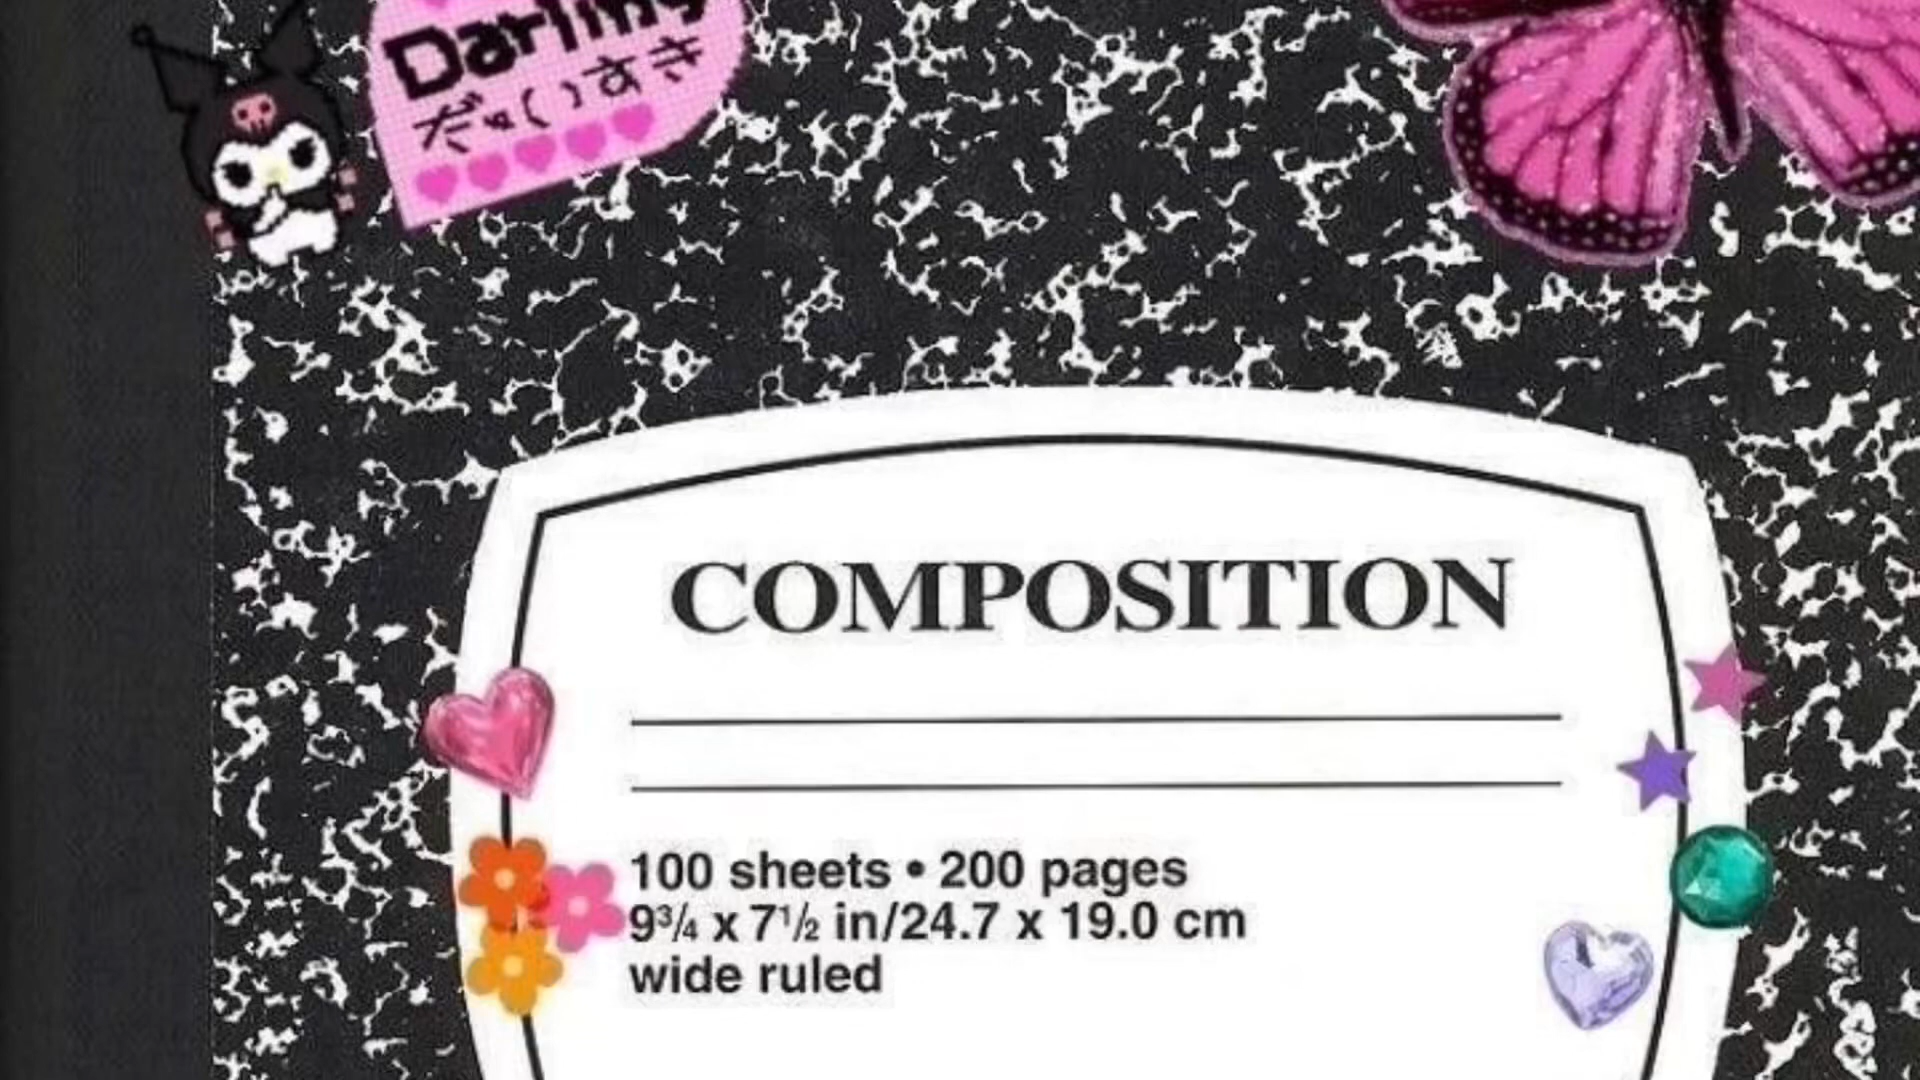 Darling
だぁいすき
COMPOSITION
100 sheets • 200 pages
9³/₄ x 7¹/₂ in/24.7 x 19.0 cm
wide ruled